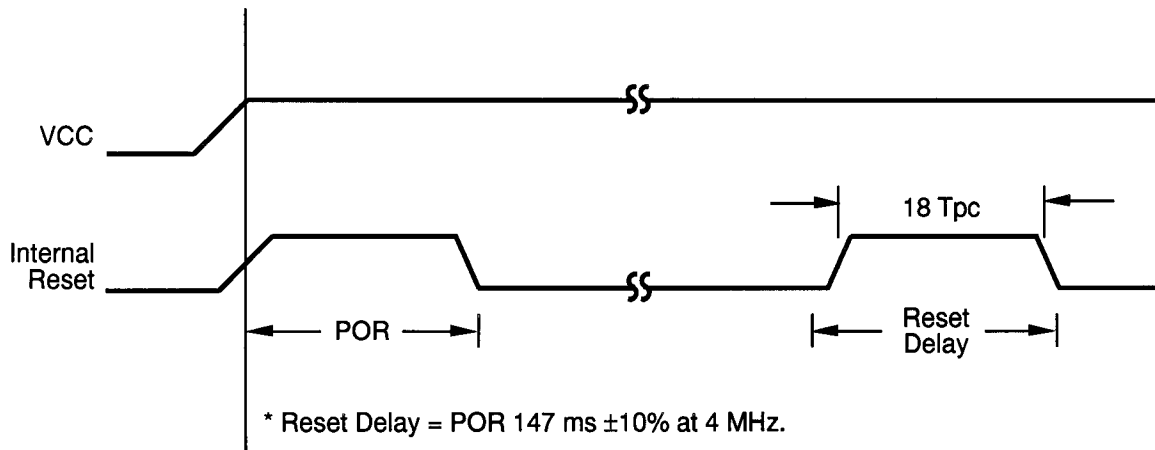 VCC
18 Tpc
Internal
Reset
POR
Reset
Delay
* Reset Delay = POR 147 ms ±10% at 4 MHz.